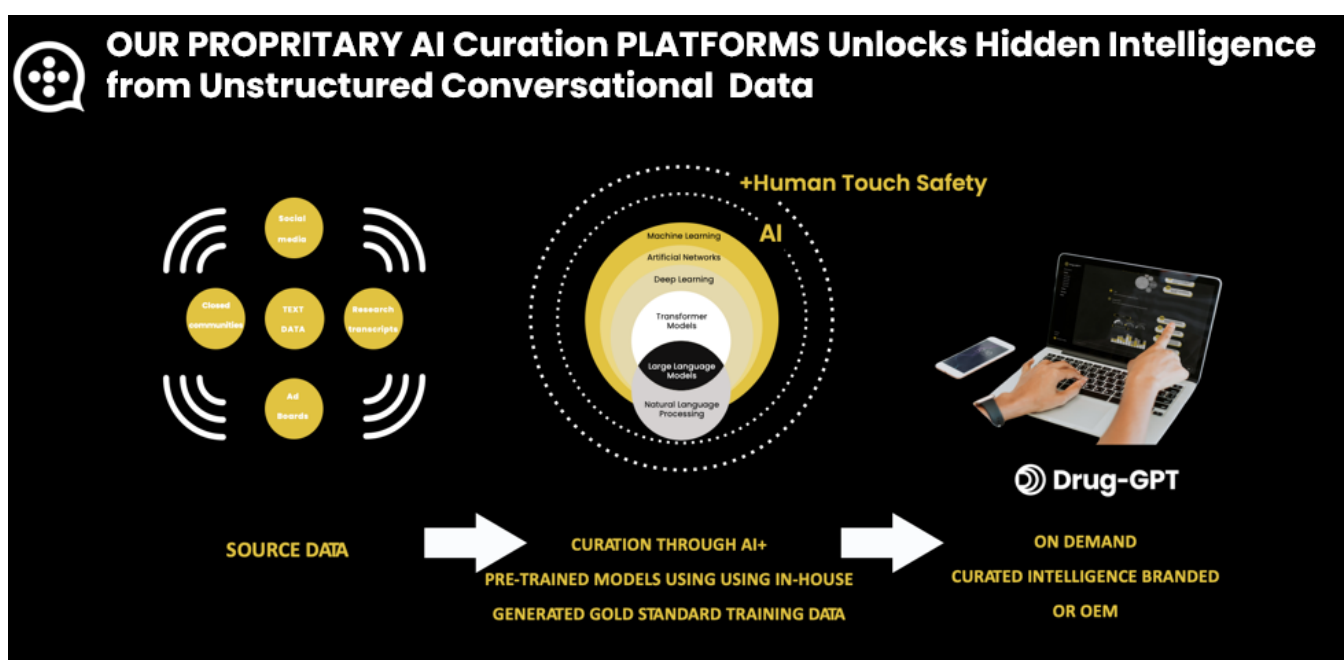 OUR PROPRITARY AI Curation PLATFORMS Unlocks Hidden Intelligence
from Unstructured Conversational Data
Social
media
Closed
communities
TEXT
DATA
Research
transcripts
Ad
Boards
SOURCE DATA
+Human Touch Safety
AI
Machine Learning
Artificial Networks
Deep Learning
Transformer
Models
Large Language
Models
Natural Language
Processing
CURATION THROUGH AI+
PRE-TRAINED MODELS USING USING IN-HOUSE
GENERATED GOLD STANDARD TRAINING DATA
Drug-GPT
ON DEMAND
CURATED INTELLIGENCE BRANDED
OR OEM